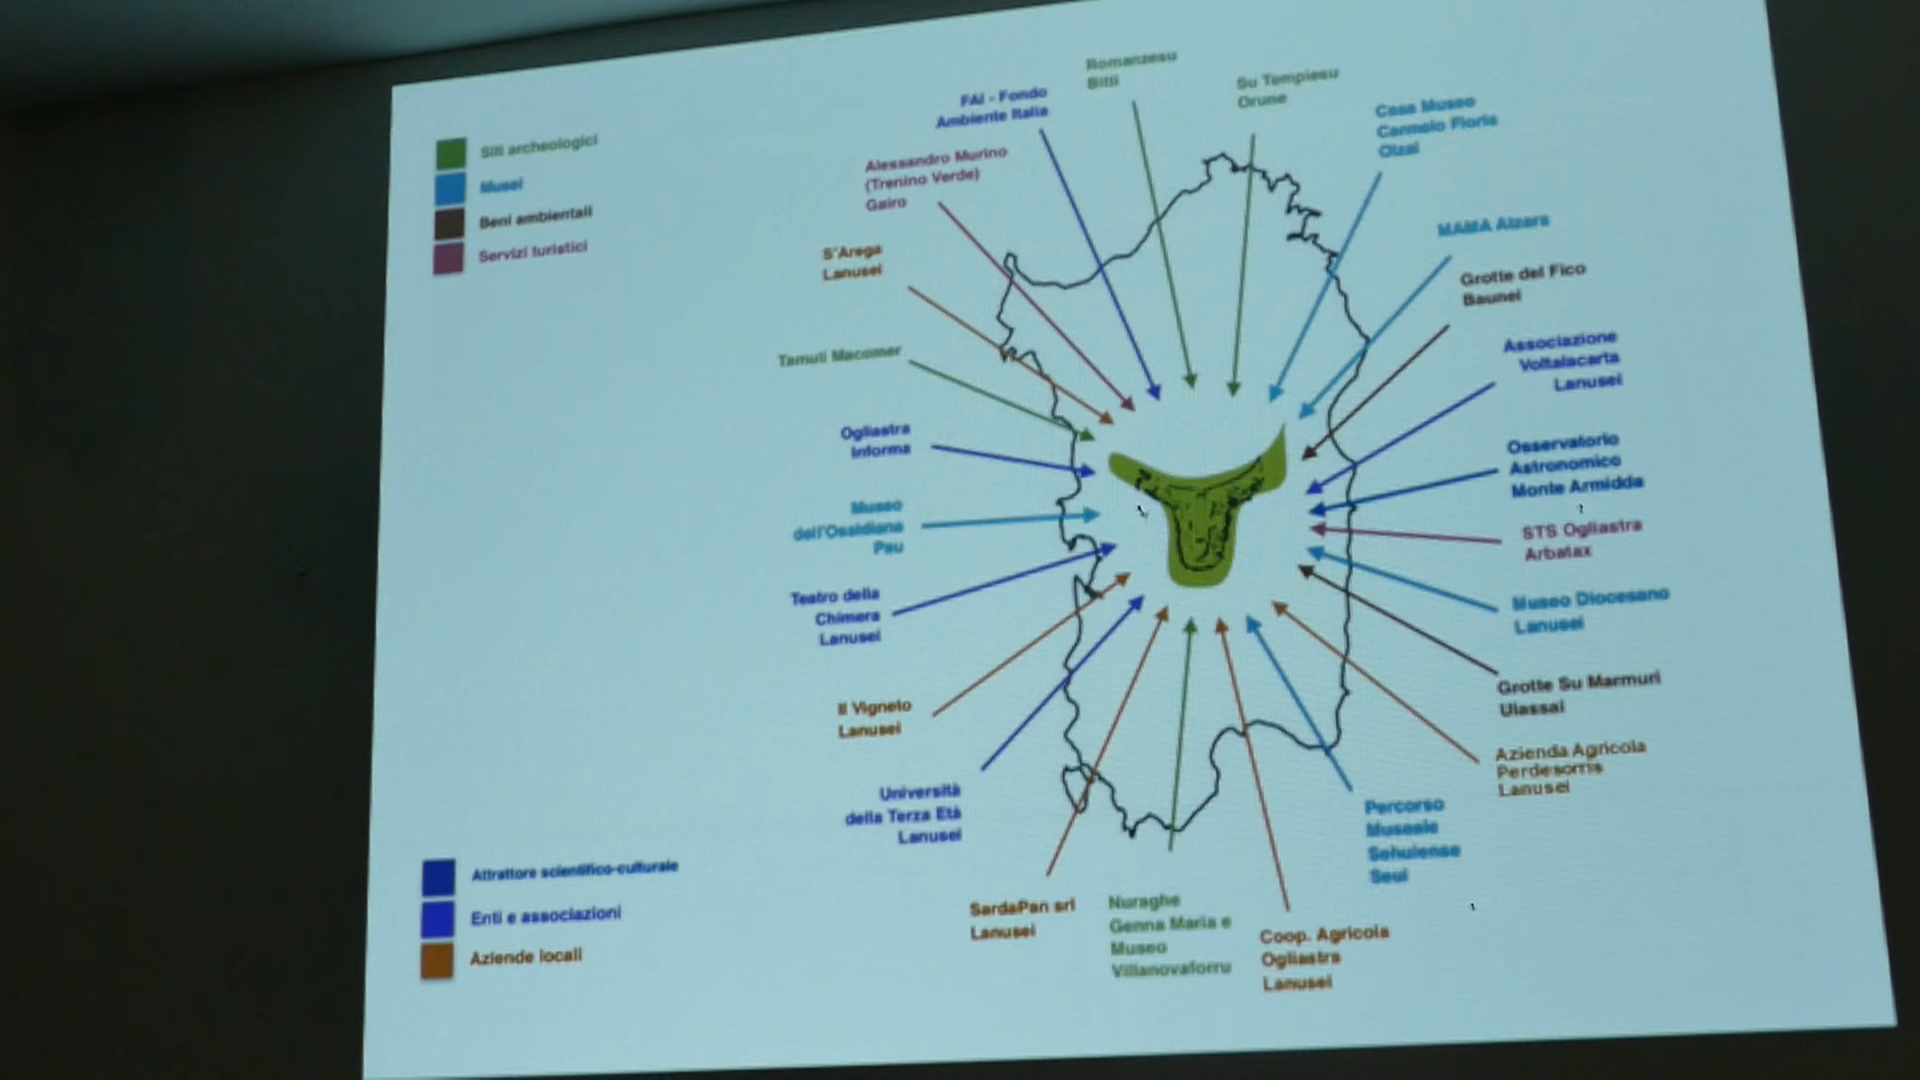 Siti archeologici
Musei
Beni ambientali
Servizi turistici
Romanzesu
Bitti
Su Tempiesu
Orune
FAI - Fondo
Ambiente Italia
Casa Museo
Carmelo Floris
Olzai
Alessandro Murino
(Trenino Verde)
Gairo
MAMA Atzara
S'Arega
Lanusei
Grotte del Fico
Baunei
Tamuli Macomer
Associazione
Voltalacarta
Lanusei
Ogliastra
Informa
Osservatorio
Astronomico
Monte Armidda
Museo
dell'Ossidiana
Pau
STS Ogliastra
Arbatax
Teatro della
Chimera
Lanusei
Museo Diocesano
Lanusei
Grotte Su Marmuri
Ulassai
Il Vigneto
Lanusei
Azienda Agricola
Perdesorris
Lanusei
Università
della Terza Età
Lanusei
Percorso
Museale
Sehuiense
Seui
SardaPan srl
Lanusei
Nuraghe
Genna Maria e
Museo
Villanovaforru
Coop. Agricola
Ogliastra
Lanusei
Attrattore scientifico-culturale
Enti e associazioni
Aziende locali